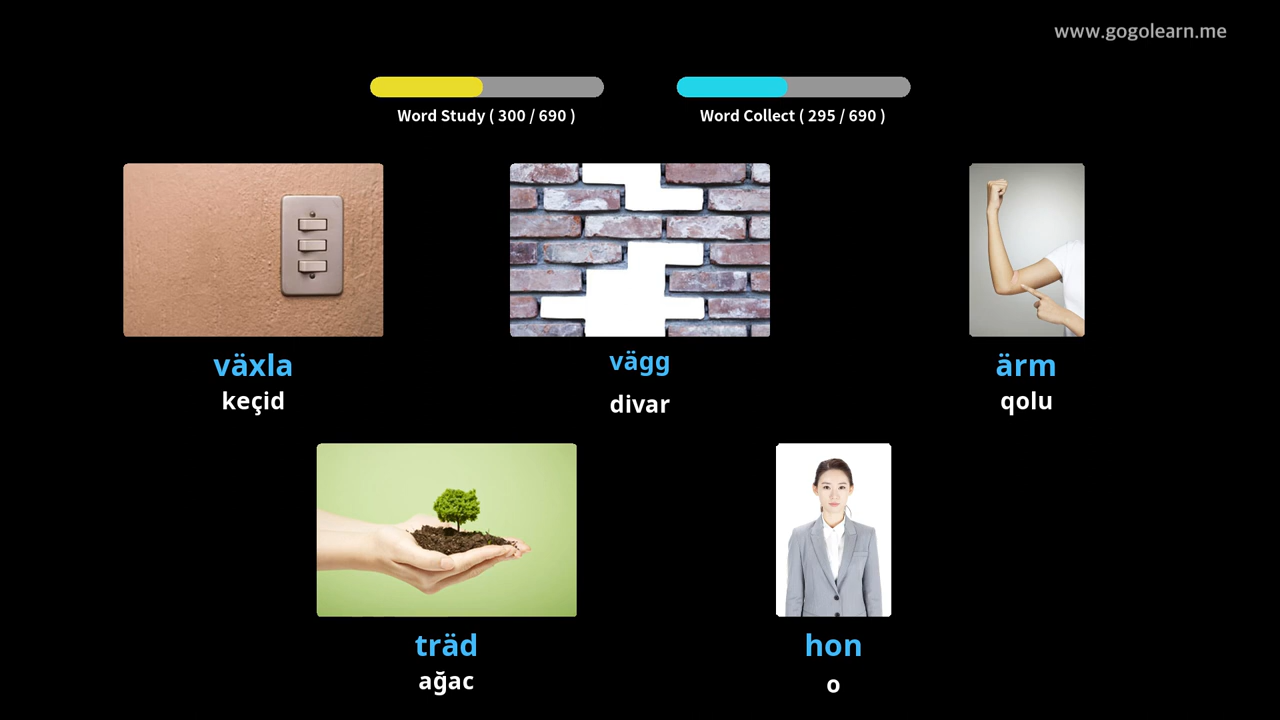 www.gogolearn.me
Word Study ( 300 / 690 )
Word Collect ( 295 / 690 )
växla
keçid
vägg
divar
ärm
qolu
träd
ağac
hon
o